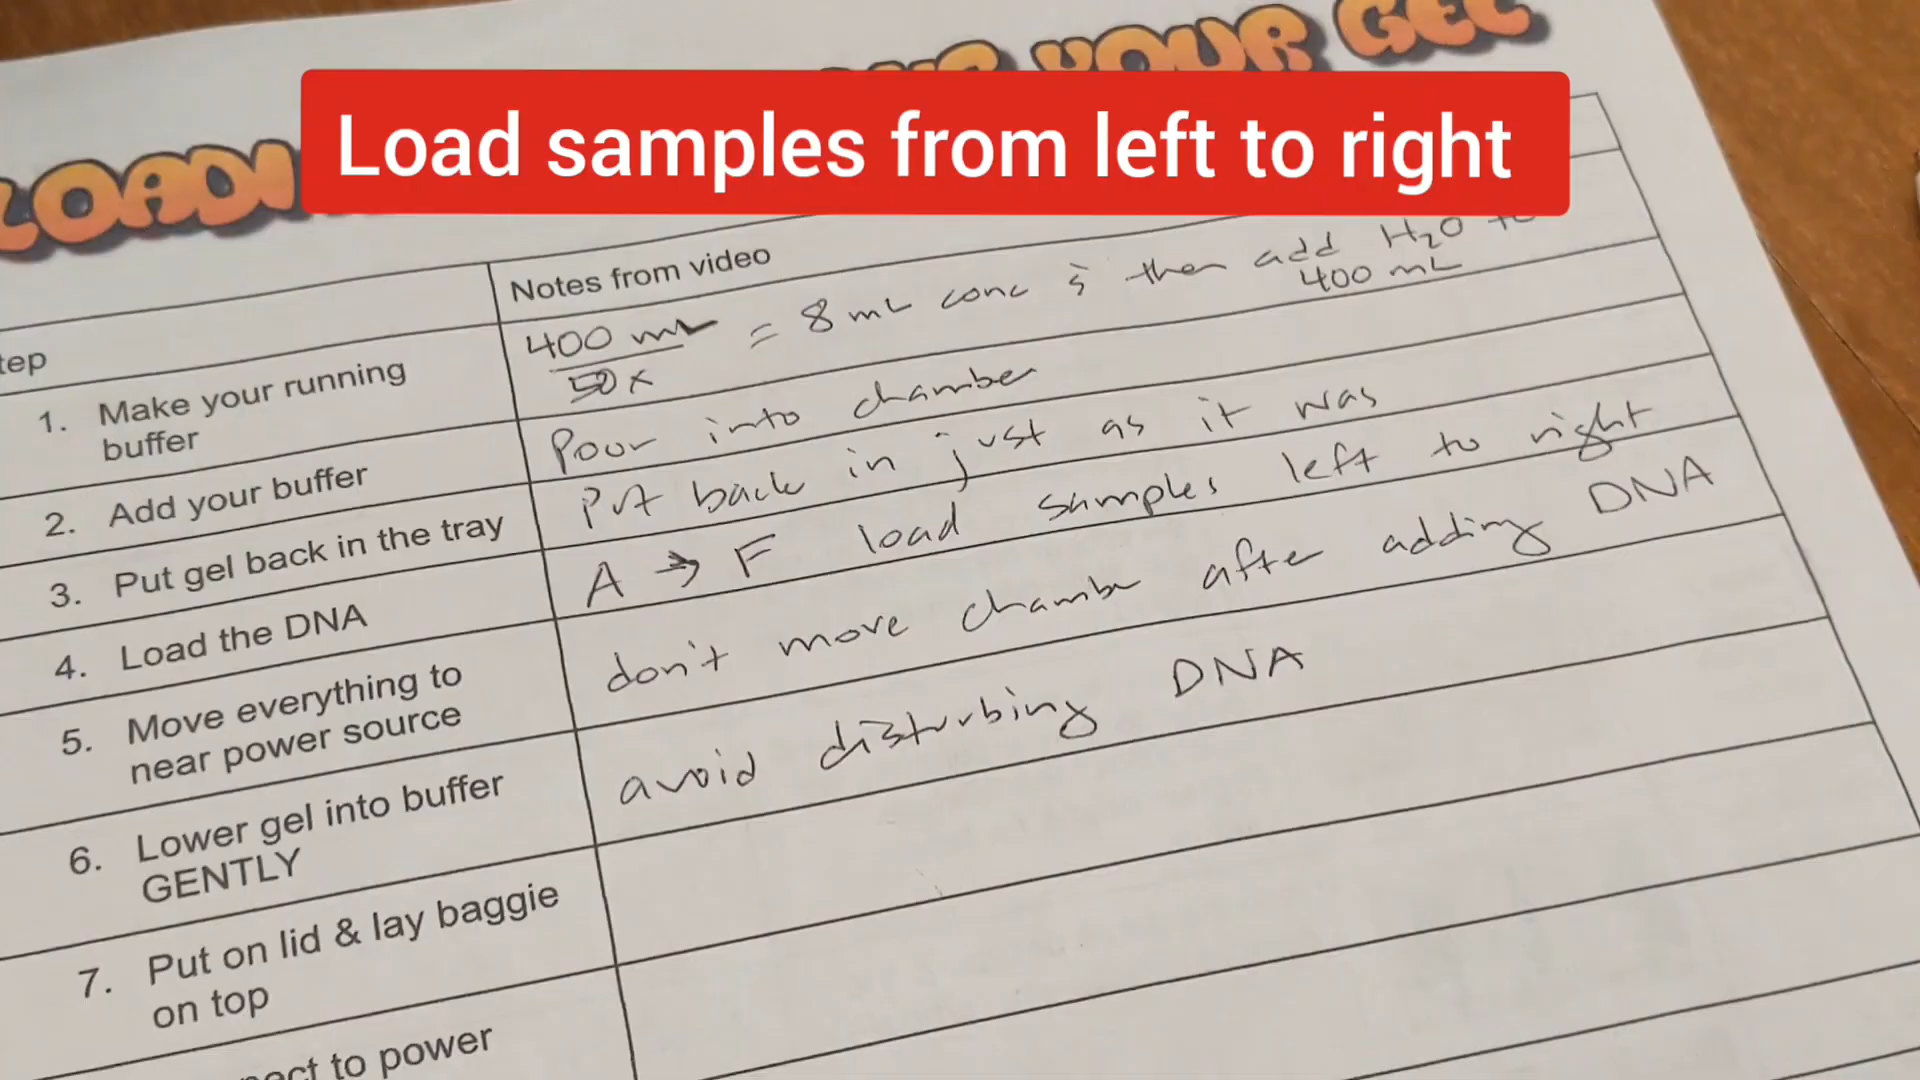 LOADI
YOUR GEL
Load samples from left to right
Notes from video
tep
1. Make your running
buffer
400 mL = 8 mL conc & then add H2O to
50x
400 mL
2. Add your buffer
Pour into chamber
3. Put gel back in the tray
Put back in just as it was
4. Load the DNA
A → F load samples left to right
5. Move everything to
near power source
don't move chamber after adding DNA
6. Lower gel into buffer
GENTLY
avoid disturbing DNA
7. Put on lid & lay baggie
on top
to power